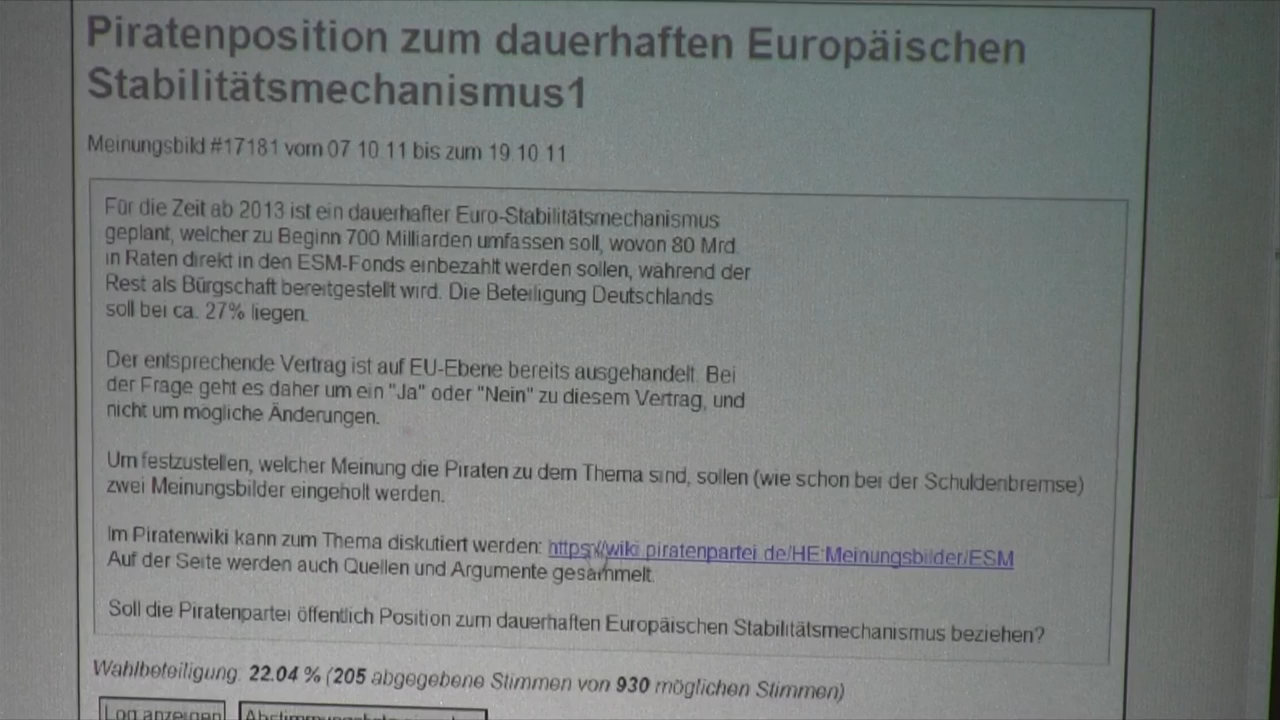 Piratenposition zum dauerhaften Europäischen
Stabilitätsmechanismus1
Meinungsbild #17181 vom 07.10.11 bis zum 19.10.11
Für die Zeit ab 2013 ist ein dauerhafter Euro-Stabilitätsmechanismus
geplant, welcher zu Beginn 700 Milliarden umfassen soll, wovon 80 Mrd.
in Raten direkt in den ESM-Fonds einbezahlt werden sollen, während der
Rest als Bürgschaft bereitgestellt wird. Die Beteiligung Deutschlands
soll bei ca. 27% liegen.
Der entsprechende Vertrag ist auf EU-Ebene bereits ausgehandelt. Bei
der Frage geht es daher um ein "Ja" oder "Nein" zu diesem Vertrag, und
nicht um mögliche Änderungen.
Um festzustellen, welcher Meinung die Piraten zu dem Thema sind, sollen (wie schon bei der Schuldenbremse)
zwei Meinungsbilder eingeholt werden.
Im Piratenwiki kann zum Thema diskutiert werden: https://wiki.piratenpartei.de/HE:Meinungsbilder/ESM
Auf der Seite werden auch Quellen und Argumente gesammelt.
Soll die Piratenpartei öffentlich Position zum dauerhaften Europäischen Stabilitätsmechanismus beziehen?
Wahlbeteiligung: 22.04 % (205 abgegebene Stimmen von 930 möglichen Stimmen)
Log anzeigen